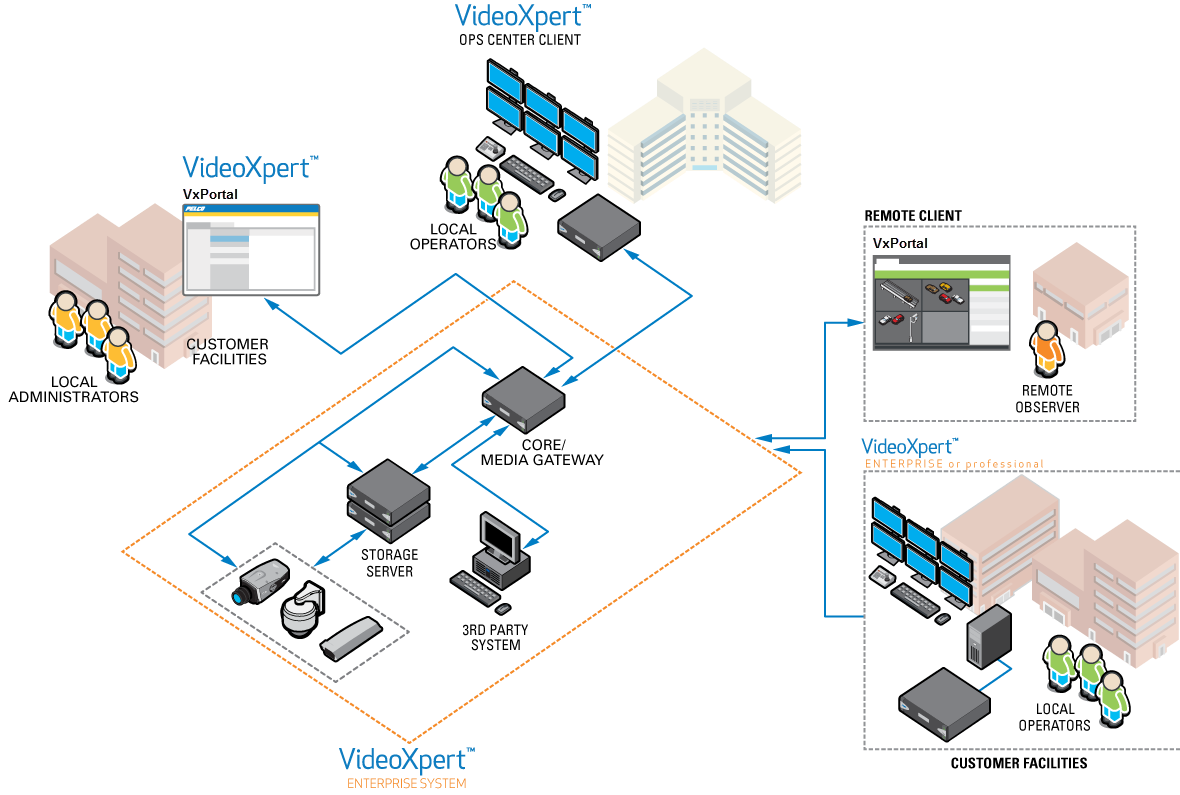 VideoXpert™
OPS CENTER CLIENT
LOCAL
OPERATORS
VideoXpert™
VxPortal
PELCO
CUSTOMER
FACILITIES
LOCAL
ADMINISTRATORS
REMOTE CLIENT
VxPortal
REMOTE
OBSERVER
CORE/
MEDIA GATEWAY
STORAGE
SERVER
3RD PARTY
SYSTEM
VideoXpert™
ENTERPRISE SYSTEM
VideoXpert™
ENTERPRISE or professional
LOCAL
OPERATORS
CUSTOMER FACILITIES